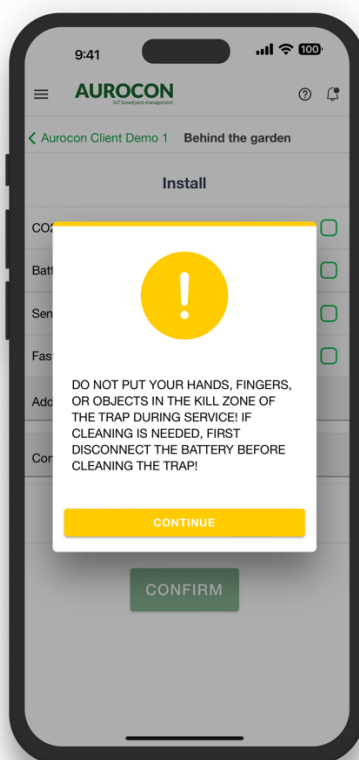 9:41
100
AUROCON
IoT based pest management
Aurocon Client Demo 1 Behind the garden
Install
CO2
Batt
Sen
Fas
Add
DO NOT PUT YOUR HANDS, FINGERS,
OR OBJECTS IN THE KILL ZONE OF
THE TRAP DURING SERVICE! IF
CLEANING IS NEEDED, FIRST
DISCONNECT THE BATTERY BEFORE
CLEANING THE TRAP!
CONTINUE
CONFIRM